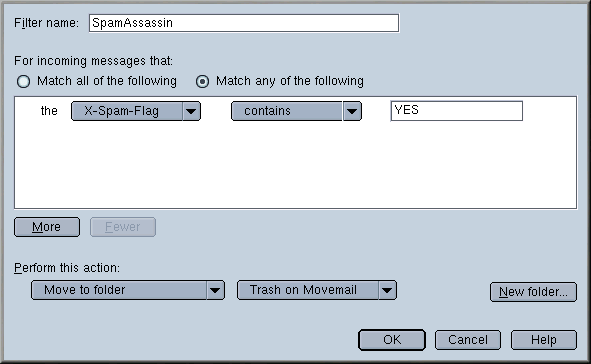 Filter name: SpamAssassin
For incoming messages that:
Match all of the following Match any of the following
the X-Spam-Flag contains YES
More Fewer
Perform this action:
Move to folder Trash on Movemail New folder...
OK Cancel Help